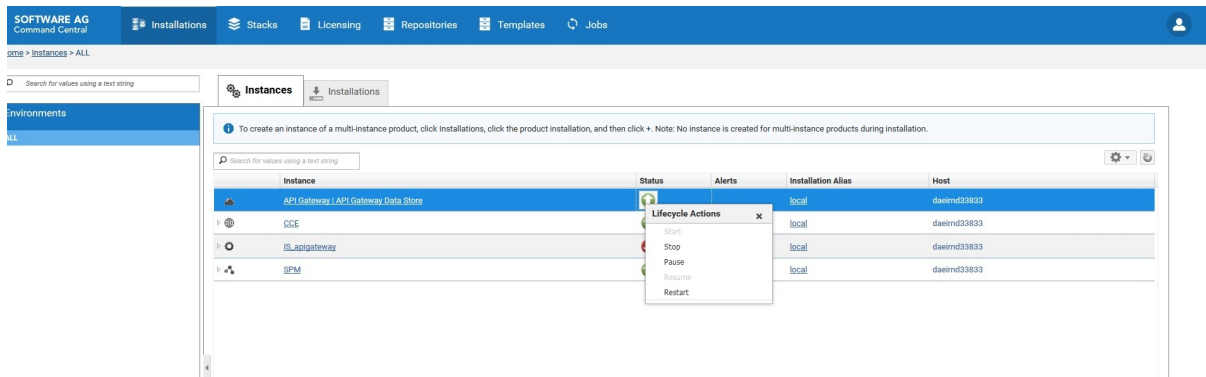 SOFTWARE AG
Command Central
Installations
Stacks
Licensing
Repositories
Templates
Jobs
ome > Instances > ALL
Search for values using a text string
Instances
Installations
Environments
ALL
To create an instance of a multi-instance product, click Installations, click the product installation, and then click +. Note: No instance is created for multi-instance products during installation.
Search for values using a text string
Instance Status Alerts Installation Alias Host
API Gateway | API Gateway Data Store local daeirnd33833
CCE local daeirnd33833
IS_apigateway local daeirnd33833
SPM local daeirnd33833
Lifecycle Actions x
Start
Stop
Pause
Resume
Restart